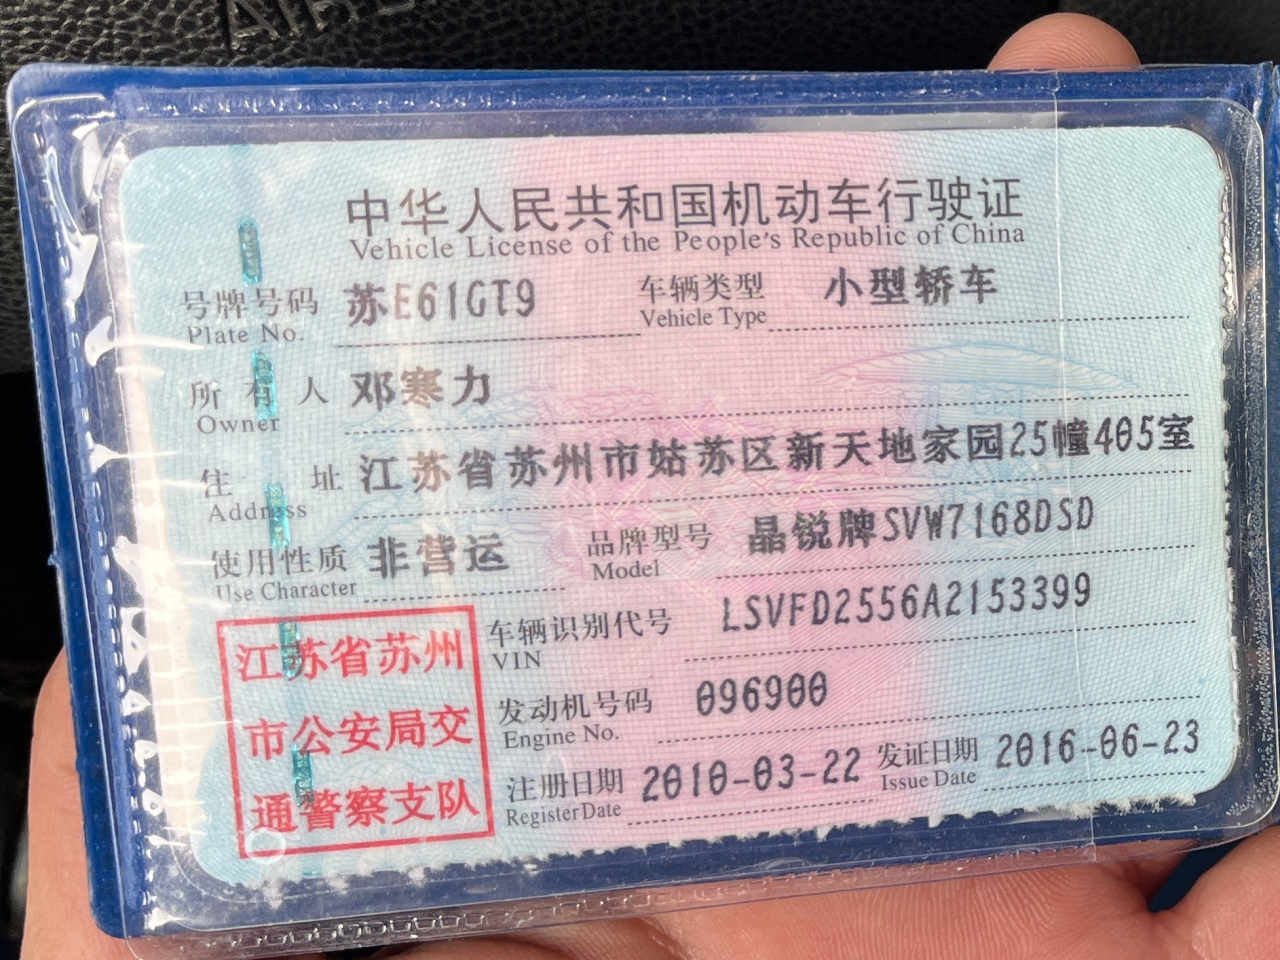 中华人民共和国机动车行驶证
Vehicle License of the People's Republic of China
号牌号码 苏E61GT9 车辆类型 小型轿车
Plate No. Vehicle Type
所有人 邓寒力
Owner
住址 江苏省苏州市姑苏区新天地家园25幢405室
Address
使用性质 非营运 品牌型号 晶锐牌SVW7168DSD
Use Character Model
车辆识别代号 LSVFD2556A2153399
VIN
发动机号码 096900
Engine No.
注册日期 2010-03-22 发证日期 2016-06-23
Register Date Issue Date
江苏省苏州
市公安局交
通警察支队